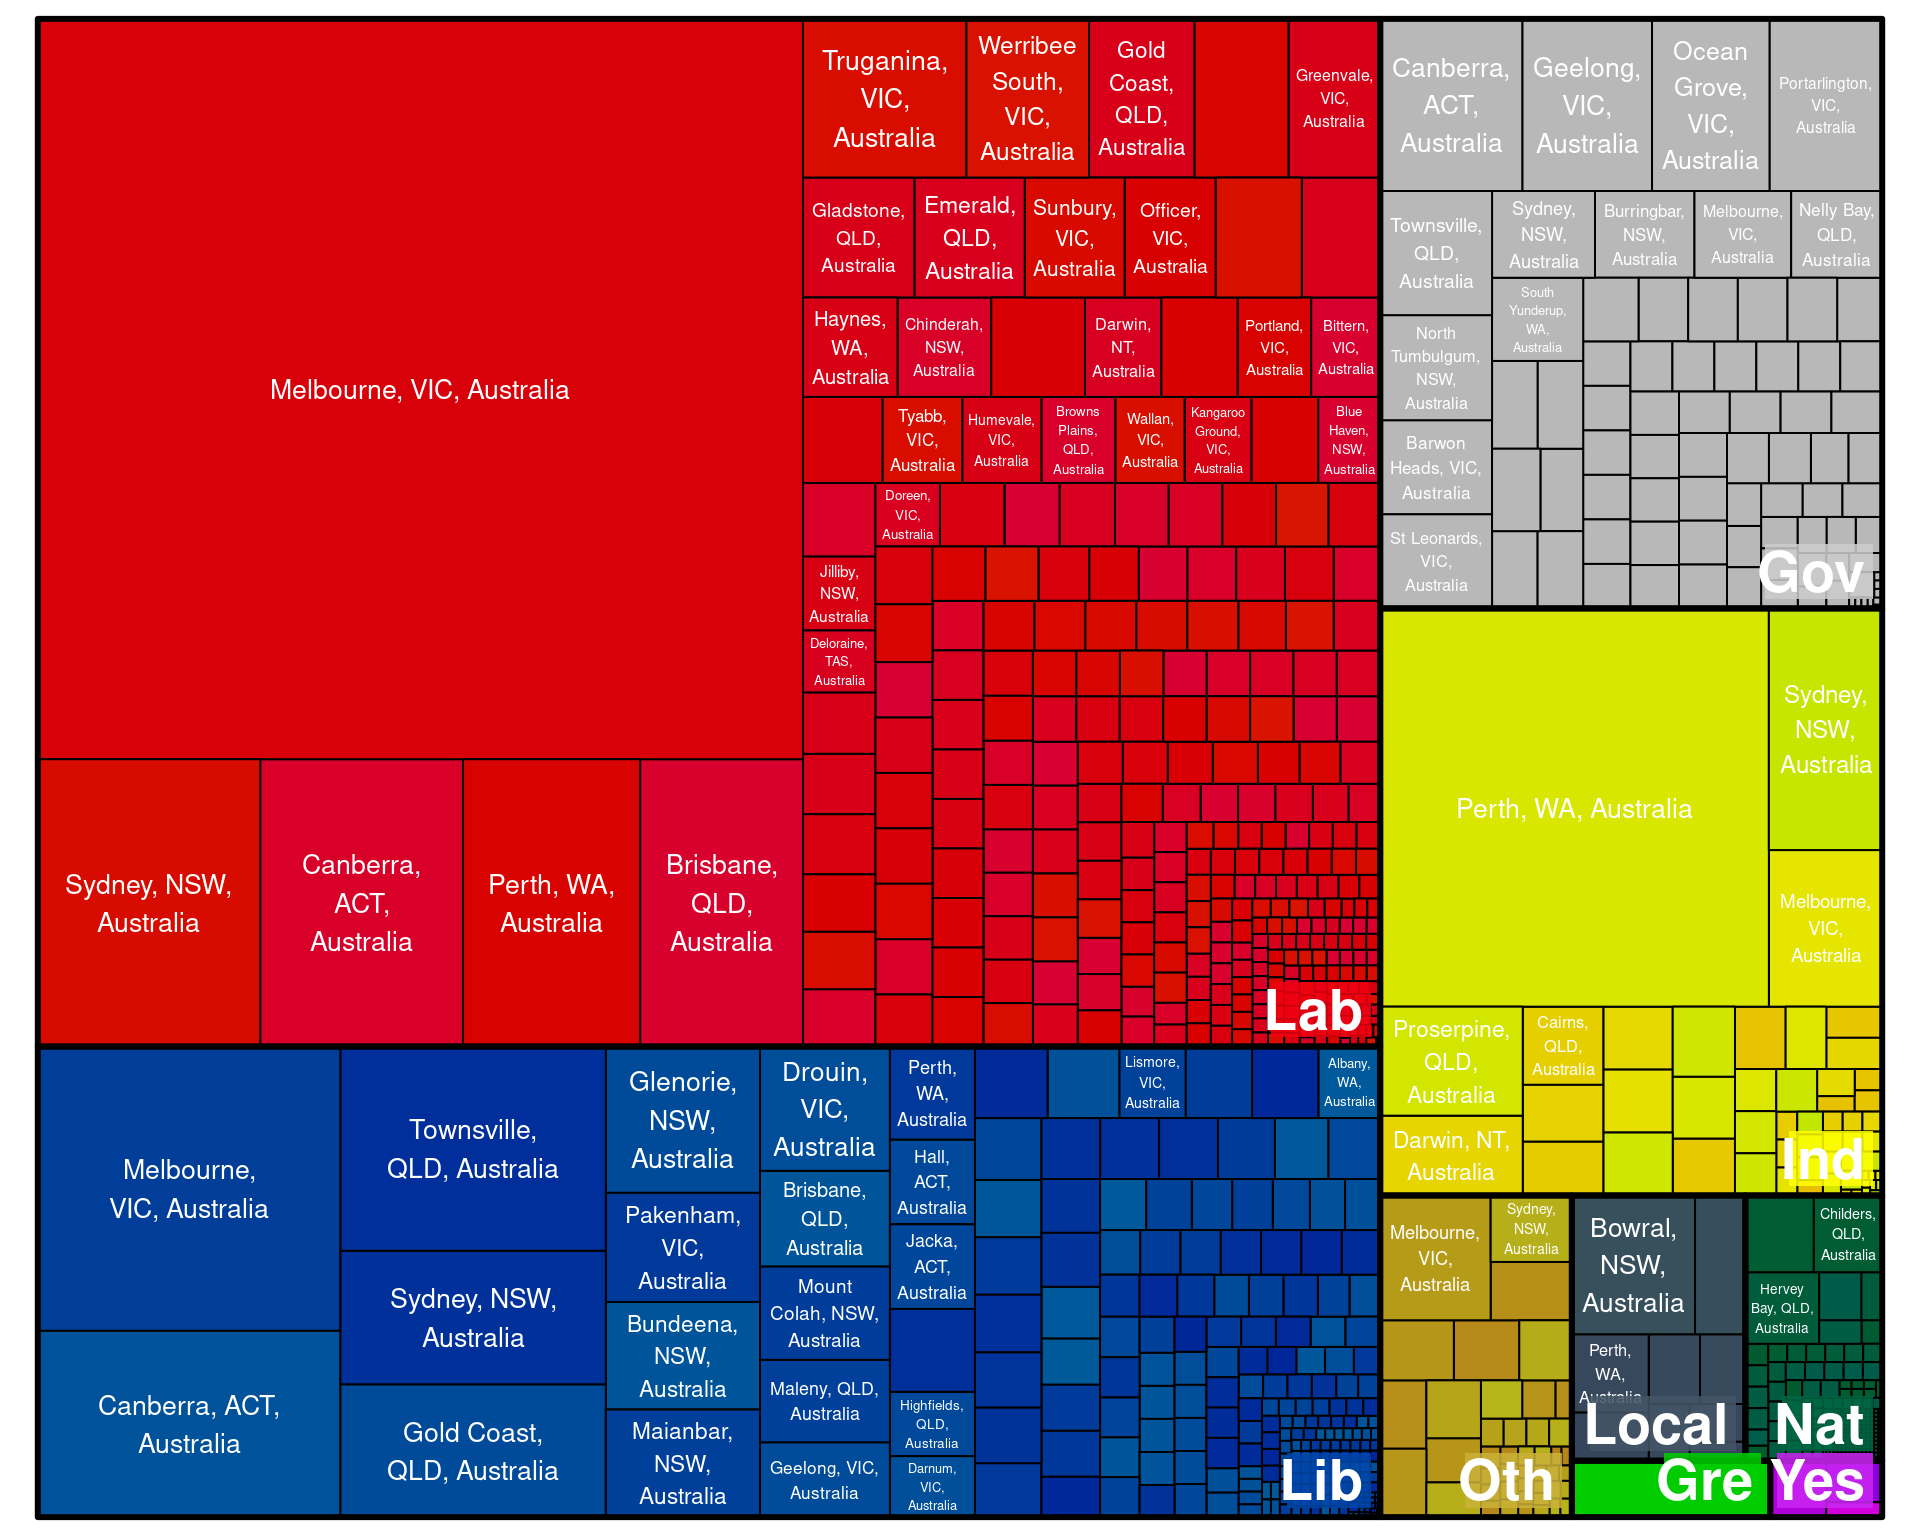 Melbourne, VIC, Australia
Sydney, NSW,
Australia
Canberra,
ACT,
Australia
Perth, WA,
Australia
Brisbane,
QLD,
Australia
Truganina,
VIC,
Australia
Werribee
South,
VIC,
Australia
Gold
Coast,
QLD,
Australia
Greenvale,
VIC,
Australia
Gladstone,
QLD,
Australia
Emerald,
QLD,
Australia
Sunbury,
VIC,
Australia
Officer,
VIC,
Australia
Haynes,
WA,
Australia
Chinderah,
NSW,
Australia
Darwin,
NT,
Australia
Portland,
VIC,
Australia
Bittern,
VIC,
Australia
Tyabb,
VIC,
Australia
Humevale,
VIC,
Australia
Browns
Plains,
QLD,
Australia
Wallan,
VIC,
Australia
Kangaroo
Ground,
VIC,
Australia
Blue
Haven,
NSW,
Australia
Doreen,
VIC,
Australia
Jilliby,
NSW,
Australia
Deloraine,
TAS,
Australia
Lab
Canberra,
ACT,
Australia
Geelong,
VIC,
Australia
Ocean
Grove,
VIC,
Australia
Portarlington,
VIC,
Australia
Townsville,
QLD,
Australia
Sydney,
NSW,
Australia
Burringbar,
NSW,
Australia
Melbourne,
VIC,
Australia
Nelly Bay,
QLD,
Australia
South
Yunderup,
WA,
Australia
North
Tumbulgum,
NSW,
Australia
Barwon
Heads, VIC,
Australia
St Leonards,
VIC,
Australia
Gov
Perth, WA, Australia
Sydney,
NSW,
Australia
Melbourne,
VIC,
Australia
Proserpine,
QLD,
Australia
Cairns,
QLD,
Australia
Darwin, NT,
Australia
Ind
Melbourne,
VIC, Australia
Canberra, ACT,
Australia
Townsville,
QLD, Australia
Sydney, NSW,
Australia
Gold Coast,
QLD, Australia
Glenorie,
NSW,
Australia
Pakenham,
VIC,
Australia
Bundeena,
NSW,
Australia
Maianbar,
NSW,
Australia
Drouin,
VIC,
Australia
Brisbane,
QLD,
Australia
Mount
Colah, NSW,
Australia
Maleny, QLD,
Australia
Geelong, VIC,
Australia
Perth,
WA,
Australia
Hall,
ACT,
Australia
Jacka,
ACT,
Australia
Highfields,
QLD,
Australia
Darnum,
VIC,
Australia
Lismore,
VIC,
Australia
Albany,
WA,
Australia
Lib
Melbourne,
VIC,
Australia
Sydney,
NSW,
Australia
Oth
Bowral,
NSW,
Australia
Perth,
WA,
Australia
Local
Childers,
QLD,
Australia
Hervey
Bay, QLD,
Australia
Nat
Gre
Yes